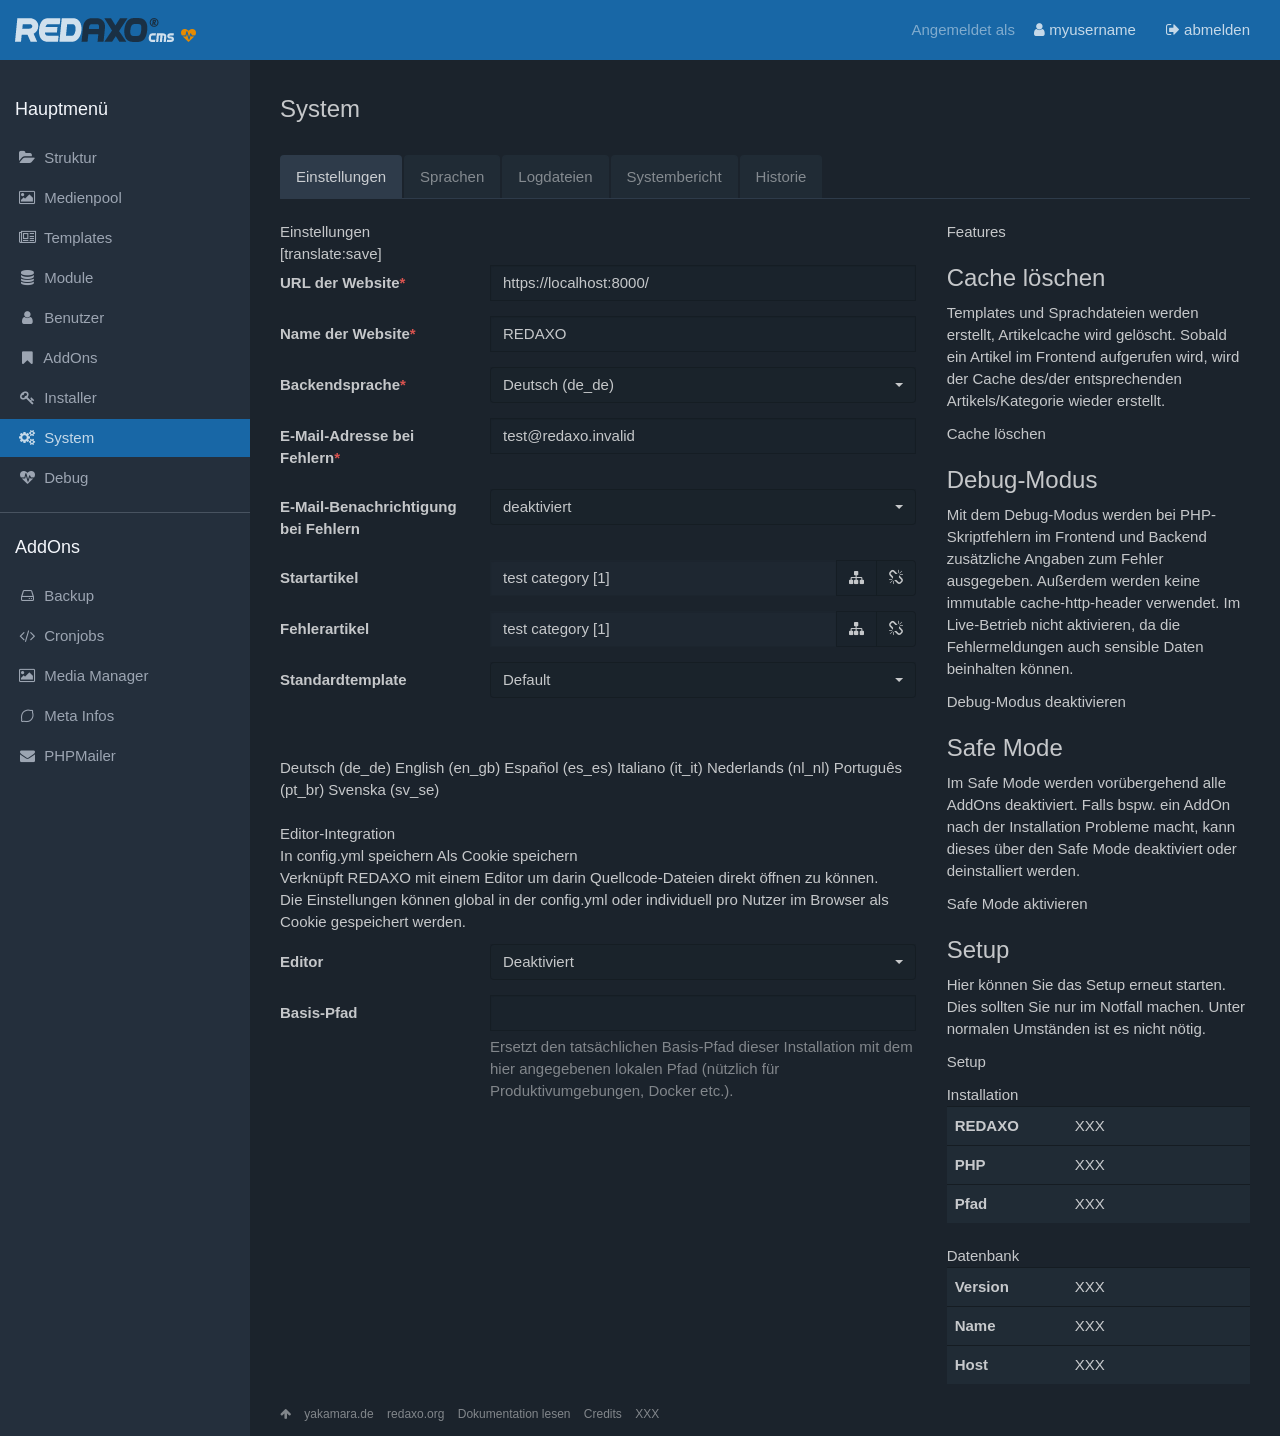 REDAXO® cms
Angemeldet als myusername abmelden
Hauptmenü
Struktur
Medienpool
Templates
Module
Benutzer
AddOns
Installer
System
Debug
AddOns
Backup
Cronjobs
Media Manager
Meta Infos
PHPMailer
System
Einstellungen Sprachen Logdateien Systembericht Historie
Einstellungen
[translate:save]
URL der Website* https://localhost:8000/
Name der Website* REDAXO
Backendsprache* Deutsch (de_de)
E-Mail-Adresse bei
Fehlern*
test@redaxo.invalid
E-Mail-Benachrichtigung
bei Fehlern
deaktiviert
Startartikel test category [1]
Fehlerartikel test category [1]
Standardtemplate Default
Deutsch (de_de) English (en_gb) Español (es_es) Italiano (it_it) Nederlands (nl_nl) Português
(pt_br) Svenska (sv_se)
Editor-Integration
In config.yml speichern Als Cookie speichern
Verknüpft REDAXO mit einem Editor um darin Quellcode-Dateien direkt öffnen zu können.
Die Einstellungen können global in der config.yml oder individuell pro Nutzer im Browser als
Cookie gespeichert werden.
Editor Deaktiviert
Basis-Pfad
Ersetzt den tatsächlichen Basis-Pfad dieser Installation mit dem
hier angegebenen lokalen Pfad (nützlich für
Produktivumgebungen, Docker etc.).
Features
Cache löschen
Templates und Sprachdateien werden
erstellt, Artikelcache wird gelöscht. Sobald
ein Artikel im Frontend aufgerufen wird, wird
der Cache des/der entsprechenden
Artikels/Kategorie wieder erstellt.
Cache löschen
Debug-Modus
Mit dem Debug-Modus werden bei PHP-
Skriptfehlern im Frontend und Backend
zusätzliche Angaben zum Fehler
ausgegeben. Außerdem werden keine
immutable cache-http-header verwendet. Im
Live-Betrieb nicht aktivieren, da die
Fehlermeldungen auch sensible Daten
beinhalten können.
Debug-Modus deaktivieren
Safe Mode
Im Safe Mode werden vorübergehend alle
AddOns deaktiviert. Falls bspw. ein AddOn
nach der Installation Probleme macht, kann
dieses über den Safe Mode deaktiviert oder
deinstalliert werden.
Safe Mode aktivieren
Setup
Hier können Sie das Setup erneut starten.
Dies sollten Sie nur im Notfall machen. Unter
normalen Umständen ist es nicht nötig.
Setup
Installation
REDAXO XXX
PHP XXX
Pfad XXX
Datenbank
Version XXX
Name XXX
Host XXX
yakamara.de redaxo.org Dokumentation lesen Credits XXX